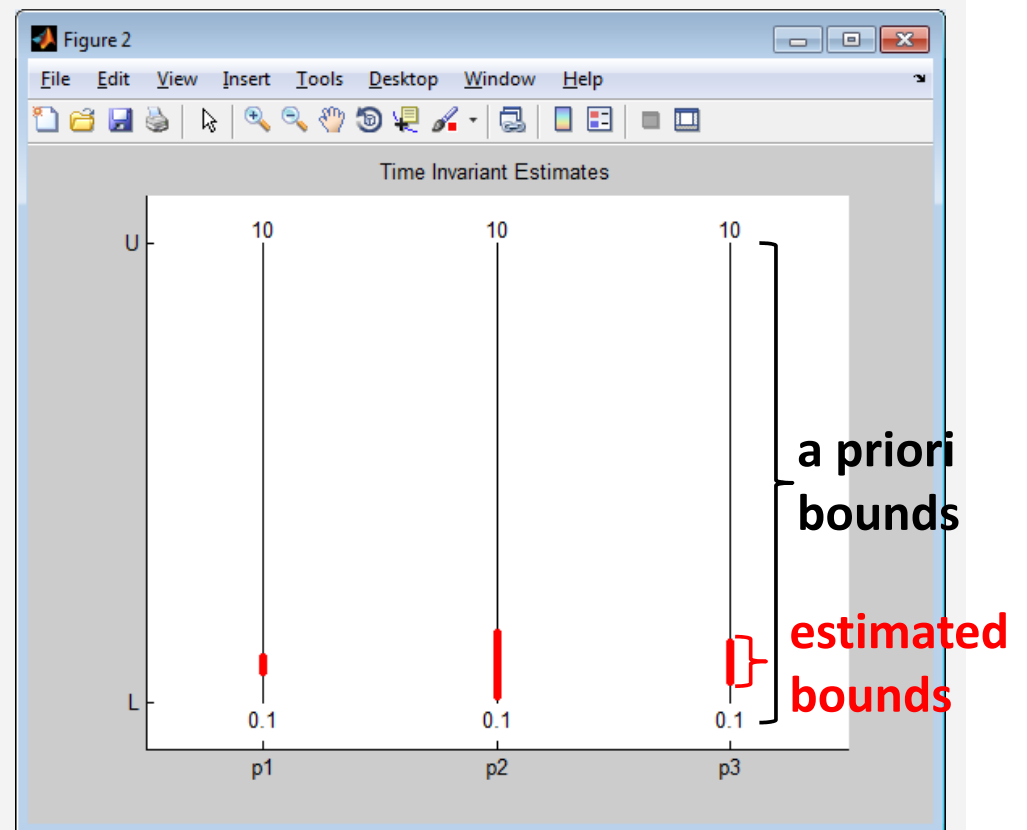 Figure 2
File Edit View Insert Tools Desktop Window Help
Time Invariant Estimates
U
10 10 10
a priori
bounds
estimated
bounds
L
0.1 0.1 0.1
p1 p2 p3